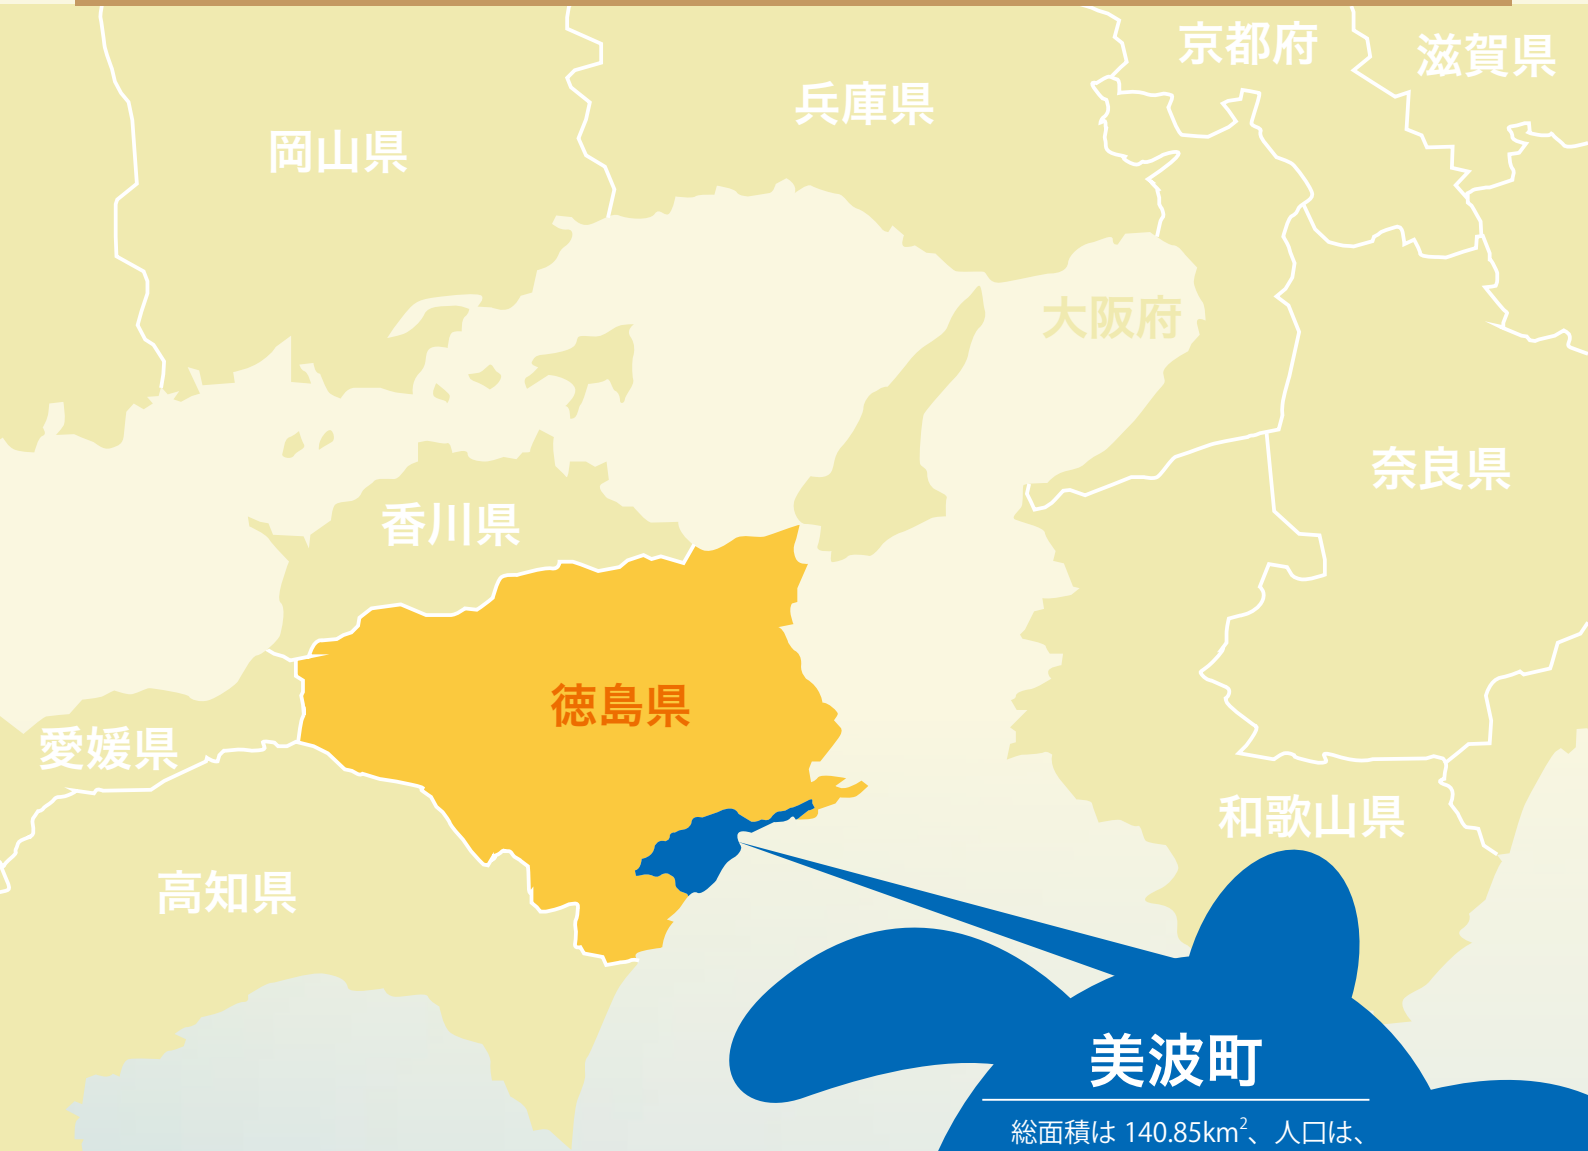 京都府
滋賀県
兵庫県
岡山県
大阪府
奈良県
香川県
徳島県
愛媛県
和歌山県
高知県
美波町
総面積は 140.85km²、人口は、